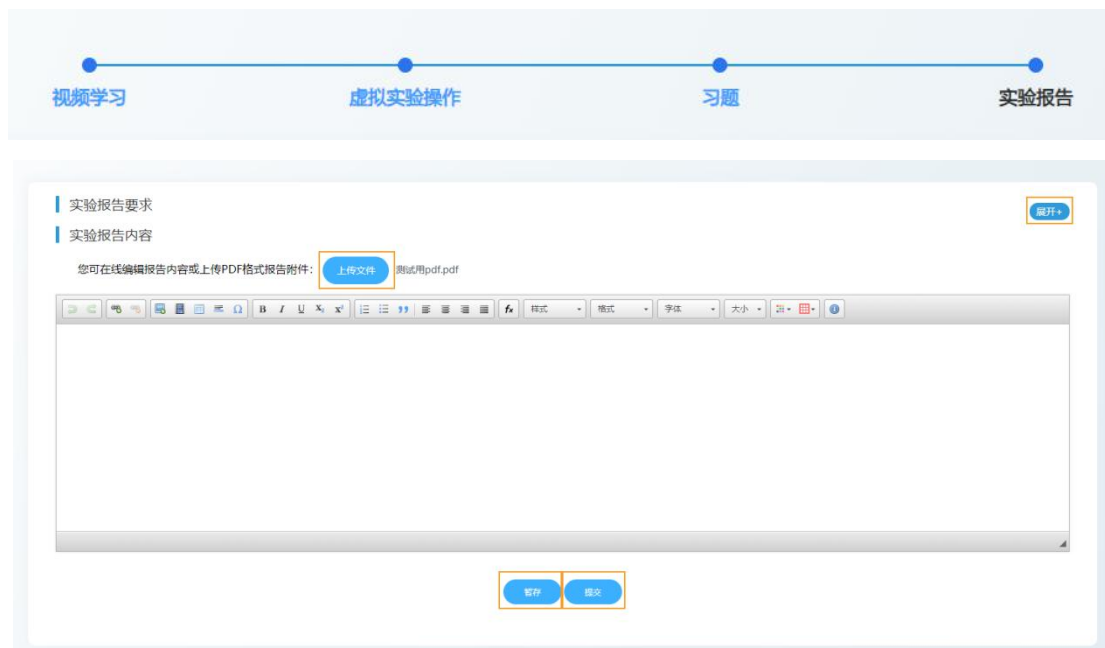 视频学习 虚拟实验操作 习题 实验报告
实验报告要求
展开+
实验报告内容
您可在线编辑报告内容或上传PDF格式报告附件： 上传文件 测试用pdf.pdf
Ω B I U X₂ x² fx 样式 格式 字体 大小
暂存 提交